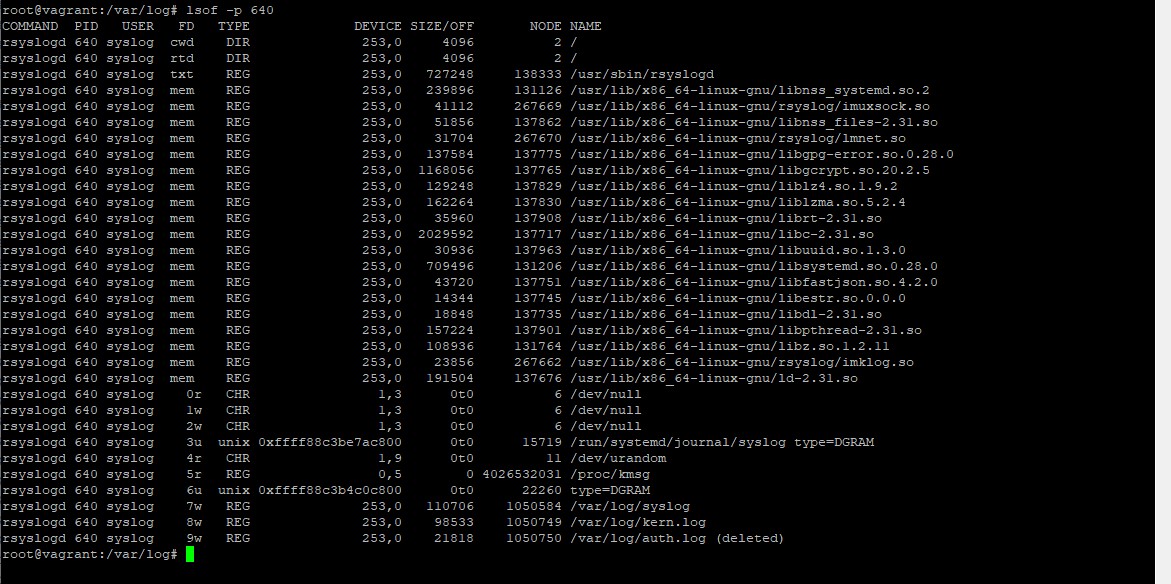 root@vagrant:/var/log# lsof -p 640
COMMAND PID USER FD TYPE DEVICE SIZE/OFF NODE NAME
rsyslogd 640 syslog cwd DIR 253,0 4096 2 /
rsyslogd 640 syslog rtd DIR 253,0 4096 2 /
rsyslogd 640 syslog txt REG 253,0 727248 138333 /usr/sbin/rsyslogd
rsyslogd 640 syslog mem REG 253,0 239896 131126 /usr/lib/x86_64-linux-gnu/libnss_systemd.so.2
rsyslogd 640 syslog mem REG 253,0 41112 267669 /usr/lib/x86_64-linux-gnu/rsyslog/imuxsock.so
rsyslogd 640 syslog mem REG 253,0 51856 137862 /usr/lib/x86_64-linux-gnu/libnss_files-2.31.so
rsyslogd 640 syslog mem REG 253,0 31704 267670 /usr/lib/x86_64-linux-gnu/rsyslog/lmnet.so
rsyslogd 640 syslog mem REG 253,0 137584 137775 /usr/lib/x86_64-linux-gnu/libgpg-error.so.0.28.0
rsyslogd 640 syslog mem REG 253,0 1168056 137765 /usr/lib/x86_64-linux-gnu/libgcrypt.so.20.2.5
rsyslogd 640 syslog mem REG 253,0 129248 137829 /usr/lib/x86_64-linux-gnu/liblz4.so.1.9.2
rsyslogd 640 syslog mem REG 253,0 162264 137830 /usr/lib/x86_64-linux-gnu/liblzma.so.5.2.4
rsyslogd 640 syslog mem REG 253,0 35960 137908 /usr/lib/x86_64-linux-gnu/librt-2.31.so
rsyslogd 640 syslog mem REG 253,0 2029592 137717 /usr/lib/x86_64-linux-gnu/libc-2.31.so
rsyslogd 640 syslog mem REG 253,0 30936 137963 /usr/lib/x86_64-linux-gnu/libuuid.so.1.3.0
rsyslogd 640 syslog mem REG 253,0 709496 131206 /usr/lib/x86_64-linux-gnu/libsystemd.so.0.28.0
rsyslogd 640 syslog mem REG 253,0 43720 137751 /usr/lib/x86_64-linux-gnu/libfastjson.so.4.2.0
rsyslogd 640 syslog mem REG 253,0 14344 137745 /usr/lib/x86_64-linux-gnu/libestr.so.0.0.0
rsyslogd 640 syslog mem REG 253,0 18848 137735 /usr/lib/x86_64-linux-gnu/libdl-2.31.so
rsyslogd 640 syslog mem REG 253,0 157224 137901 /usr/lib/x86_64-linux-gnu/libpthread-2.31.so
rsyslogd 640 syslog mem REG 253,0 108936 131764 /usr/lib/x86_64-linux-gnu/libz.so.1.2.11
rsyslogd 640 syslog mem REG 253,0 23856 267662 /usr/lib/x86_64-linux-gnu/rsyslog/imklog.so
rsyslogd 640 syslog mem REG 253,0 191504 137676 /usr/lib/x86_64-linux-gnu/ld-2.31.so
rsyslogd 640 syslog 0r CHR 1,3 0t0 6 /dev/null
rsyslogd 640 syslog 1w CHR 1,3 0t0 6 /dev/null
rsyslogd 640 syslog 2w CHR 1,3 0t0 6 /dev/null
rsyslogd 640 syslog 3u unix 0xffff88c3be7ac800 0t0 15719 /run/systemd/journal/syslog type=DGRAM
rsyslogd 640 syslog 4r CHR 1,9 0t0 11 /dev/urandom
rsyslogd 640 syslog 5r REG 0,5 0 4026532031 /proc/kmsg
rsyslogd 640 syslog 6u unix 0xffff88c3b4c0c800 0t0 22260 type=DGRAM
rsyslogd 640 syslog 7w REG 253,0 110706 1050584 /var/log/syslog
rsyslogd 640 syslog 8w REG 253,0 98533 1050749 /var/log/kern.log
rsyslogd 640 syslog 9w REG 253,0 21818 1050750 /var/log/auth.log (deleted)
root@vagrant:/var/log#